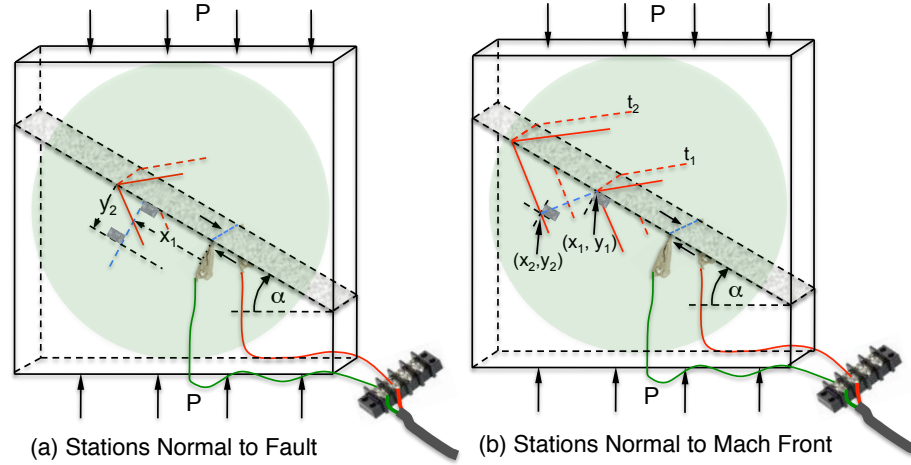 P
P
t2
t1
y2
x1
(x1, y1)
(x2,y2)
α
α
P
P
(a) Stations Normal to Fault
(b) Stations Normal to Mach Front